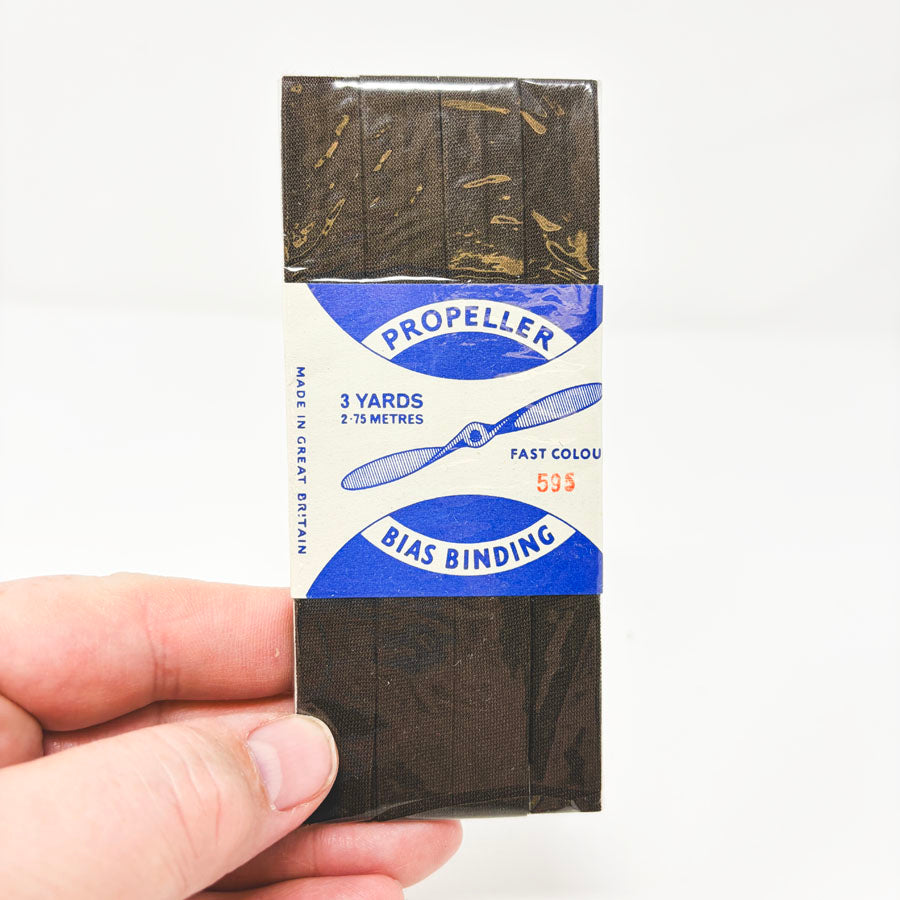 PROPELLER
3 YARDS
2·75 METRES
FAST COLOU
595
BIAS BINDING
MADE IN GREAT BRITAIN